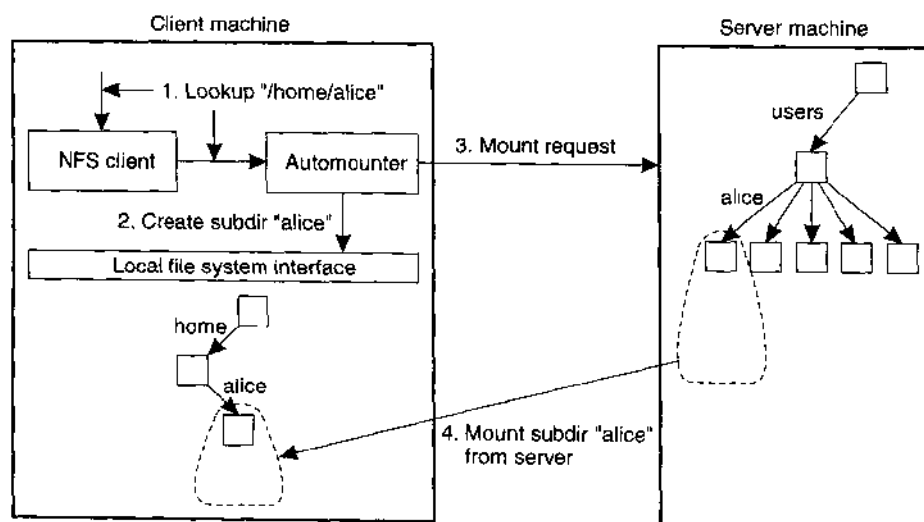 Client machine
Server machine
1. Lookup "/home/alice"
NFS client
Automounter
3. Mount request
users
alice
2. Create subdir "alice"
Local file system interface
home
alice
4. Mount subdir "alice"
from server